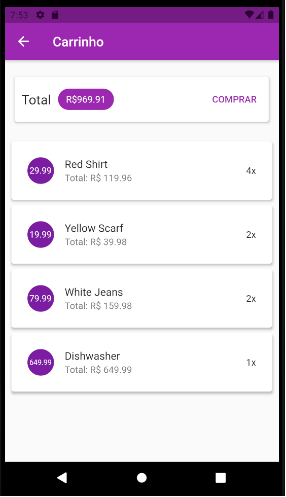 7:53
Carrinho
Total R$969.91 COMPRAR
29.99 Red Shirt
Total: R$ 119.96 4x
19.99 Yellow Scarf
Total: R$ 39.98 2x
79.99 White Jeans
Total: R$ 159.98 2x
649.99 Dishwasher
Total: R$ 649.99 1x